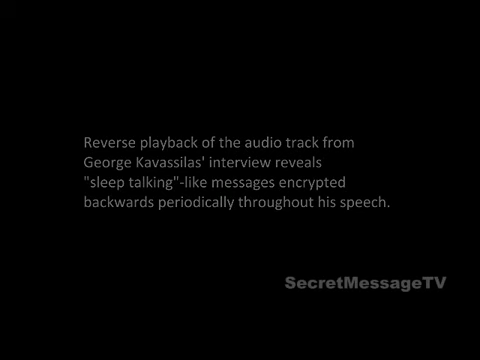 Reverse playback of the audio track from
George Kavassilas' interview reveals
"sleep talking"-like messages encrypted
backwards periodically throughout his speech.
SecretMessageTV